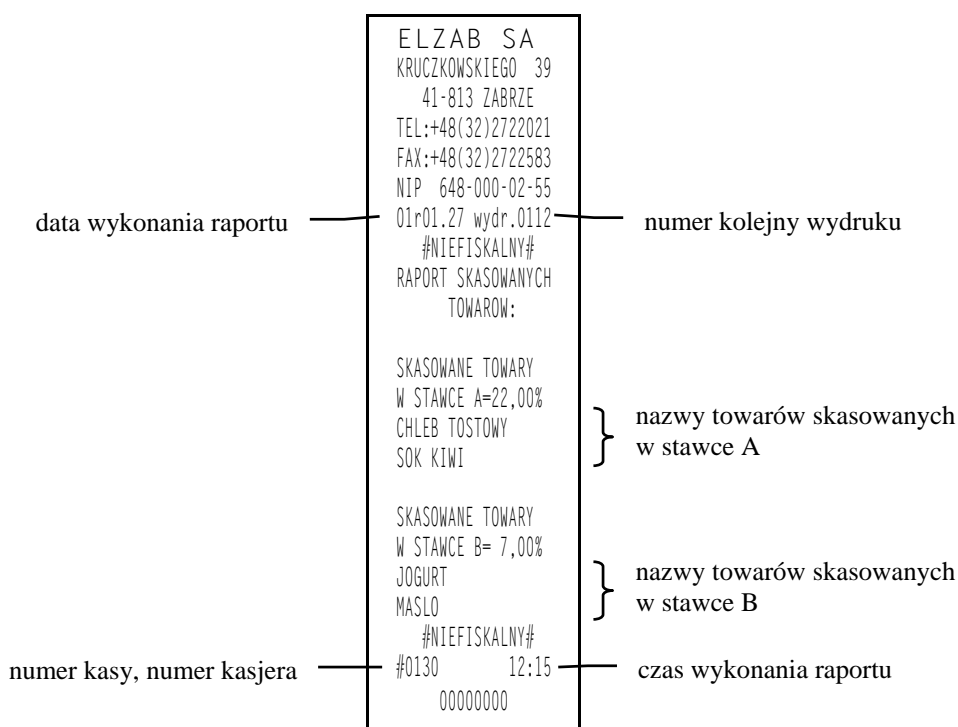 ELZAB SA
KRUCZKOWSKIEGO 39
41-813 ZABRZE
TEL:+48(32)2722021
FAX:+48(32)2722583
NIP 648-000-02-55
data wykonania raportu
01r01.27 wydr.0112
numer kolejny wydruku
#NIEFISKALNY#
RAPORT SKASOWANYCH
TOWAROW:
SKASOWANE TOWARY
W STAWCE A=22,00%
CHLEB TOSTOWY
SOK KIWI
nazwy towarów skasowanych
w stawce A
SKASOWANE TOWARY
W STAWCE B= 7,00%
JOGURT
MASLO
nazwy towarów skasowanych
w stawce B
#NIEFISKALNY#
numer kasy, numer kasjera
#0130 12:15
czas wykonania raportu
00000000